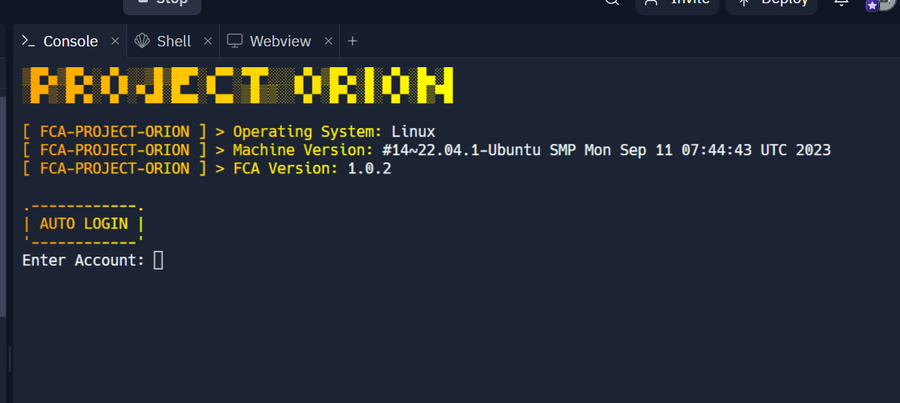 Stop Invite Deploy
Console Shell Webview
PROJECT ORION
[ FCA-PROJECT-ORION ] > Operating System: Linux
[ FCA-PROJECT-ORION ] > Machine Version: #14~22.04.1-Ubuntu SMP Mon Sep 11 07:44:43 UTC 2023
[ FCA-PROJECT-ORION ] > FCA Version: 1.0.2
AUTO LOGIN
Enter Account: